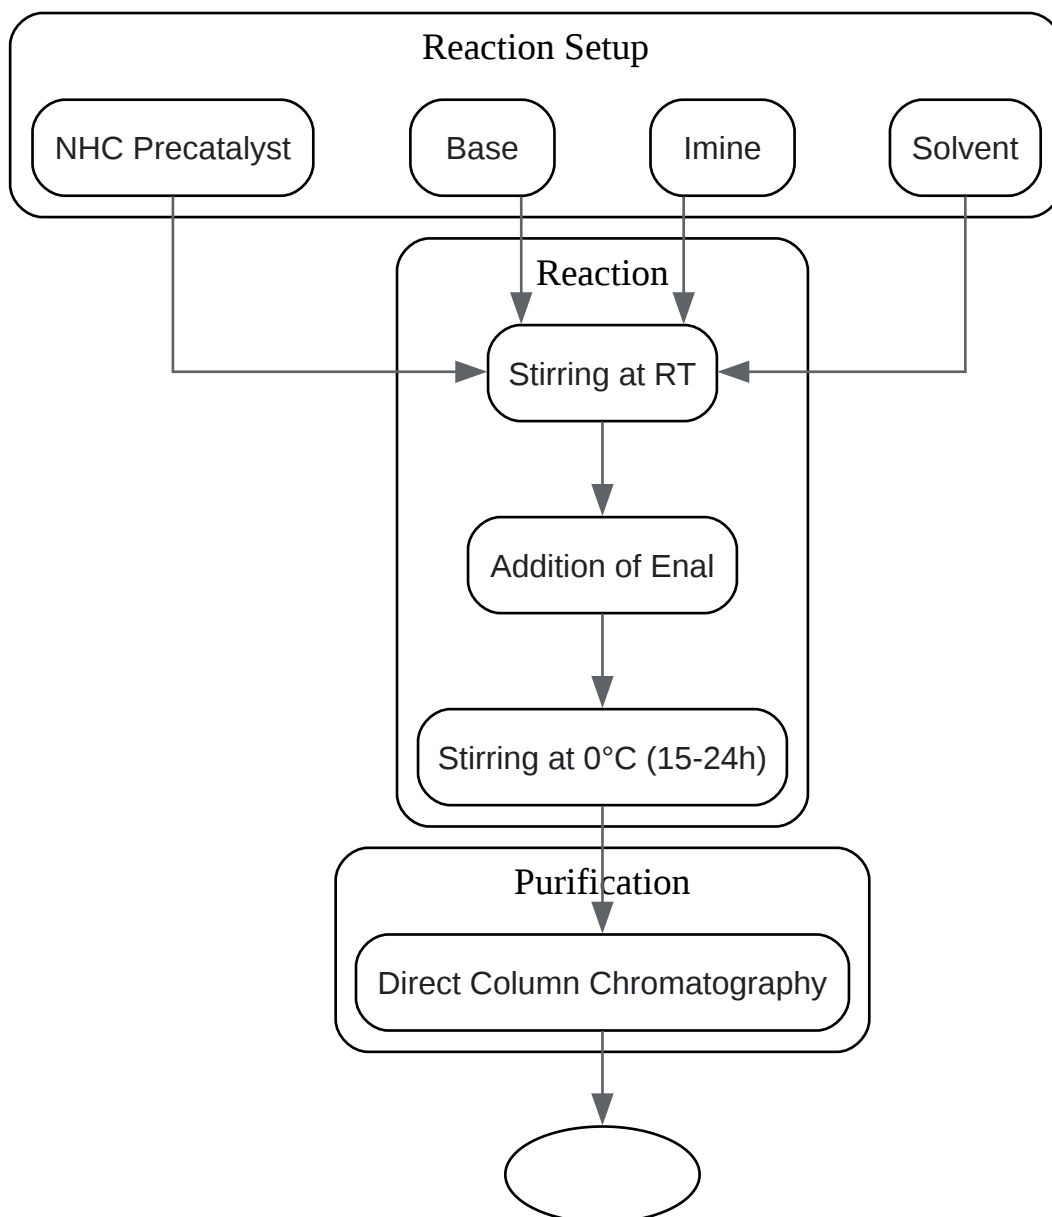 Reaction Setup
NHC Precatalyst
Base
Imine
Solvent
Reaction
Stirring at RT
Addition of Enal
Stirring at 0°C (15-24h)
Purification
Direct Column Chromatography